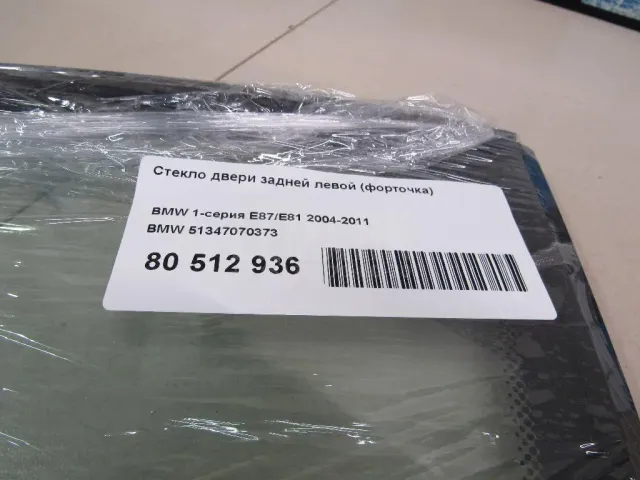 Стекло двери задней левой (форточка)
BMW 1-серия E87/E81 2004-2011
BMW 51347070373
80 512 936